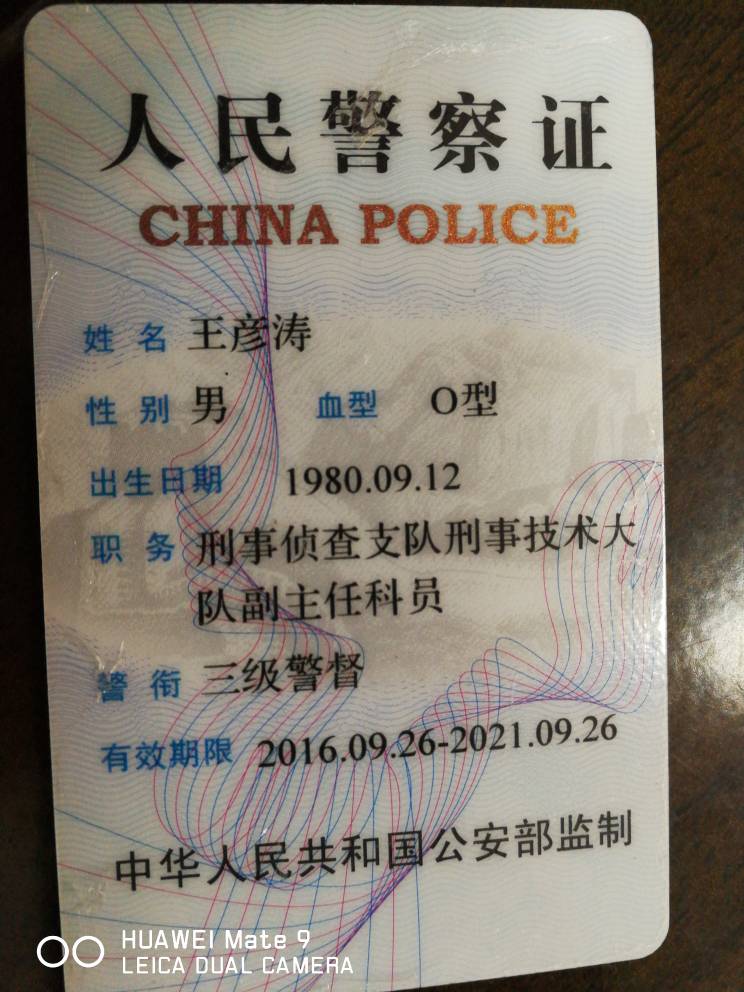 人民警察证
CHINA POLICE
姓名 王彦涛
性别 男 血型 O型
出生日期 1980.09.12
职务 刑事侦查支队刑事技术大
队副主任科员
警衔 三级警督
有效期限 2016.09.26-2021.09.26
中华人民共和国公安部监制
HUAWEI Mate 9
LEICA DUAL CAMERA